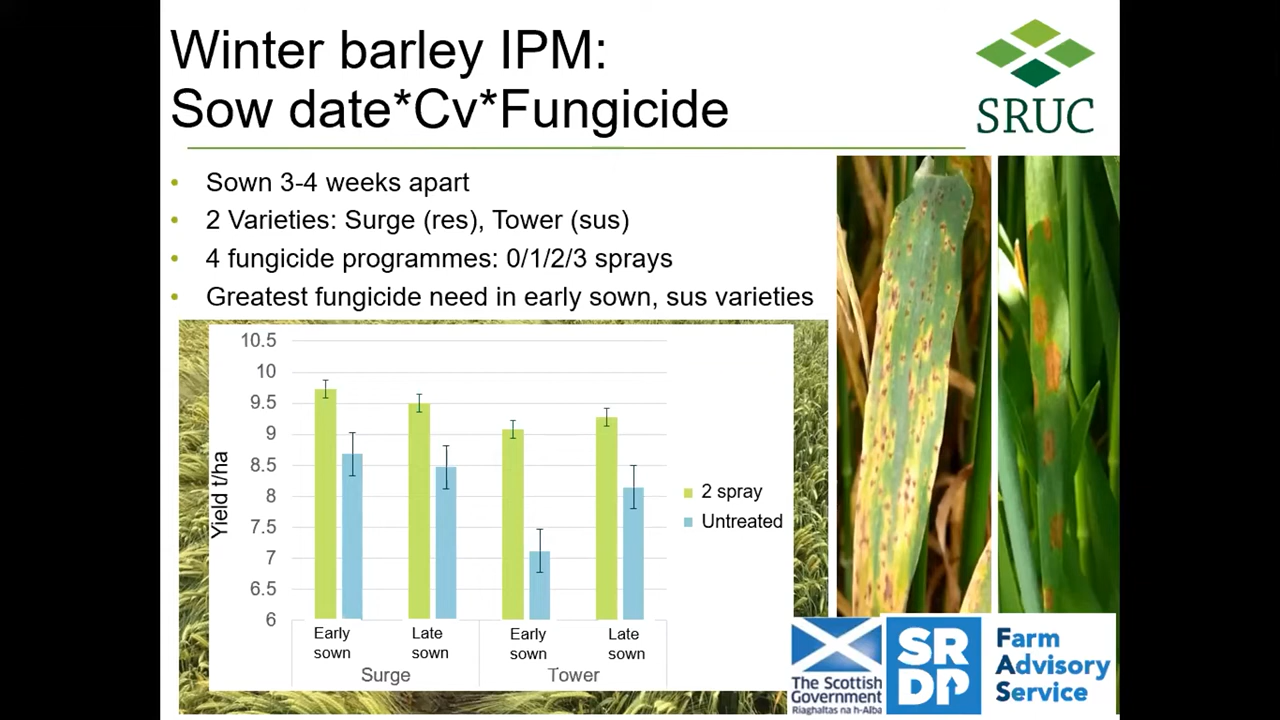 Winter barley IPM:
Sow date*Cv*Fungicide
SRUC
• Sown 3-4 weeks apart
• 2 Varieties: Surge (res), Tower (sus)
• 4 fungicide programmes: 0/1/2/3 sprays
• Greatest fungicide need in early sown, sus varieties
10.5
10
9.5
9
8.5
8
7.5
7
6.5
6
Yield t/ha
2 spray
Untreated
Early sown
Late sown
Early sown
Late sown
Surge
Tower
The Scottish
Government
Riaghaltas na h-Alba
SR
DP
Farm
Advisory
Service